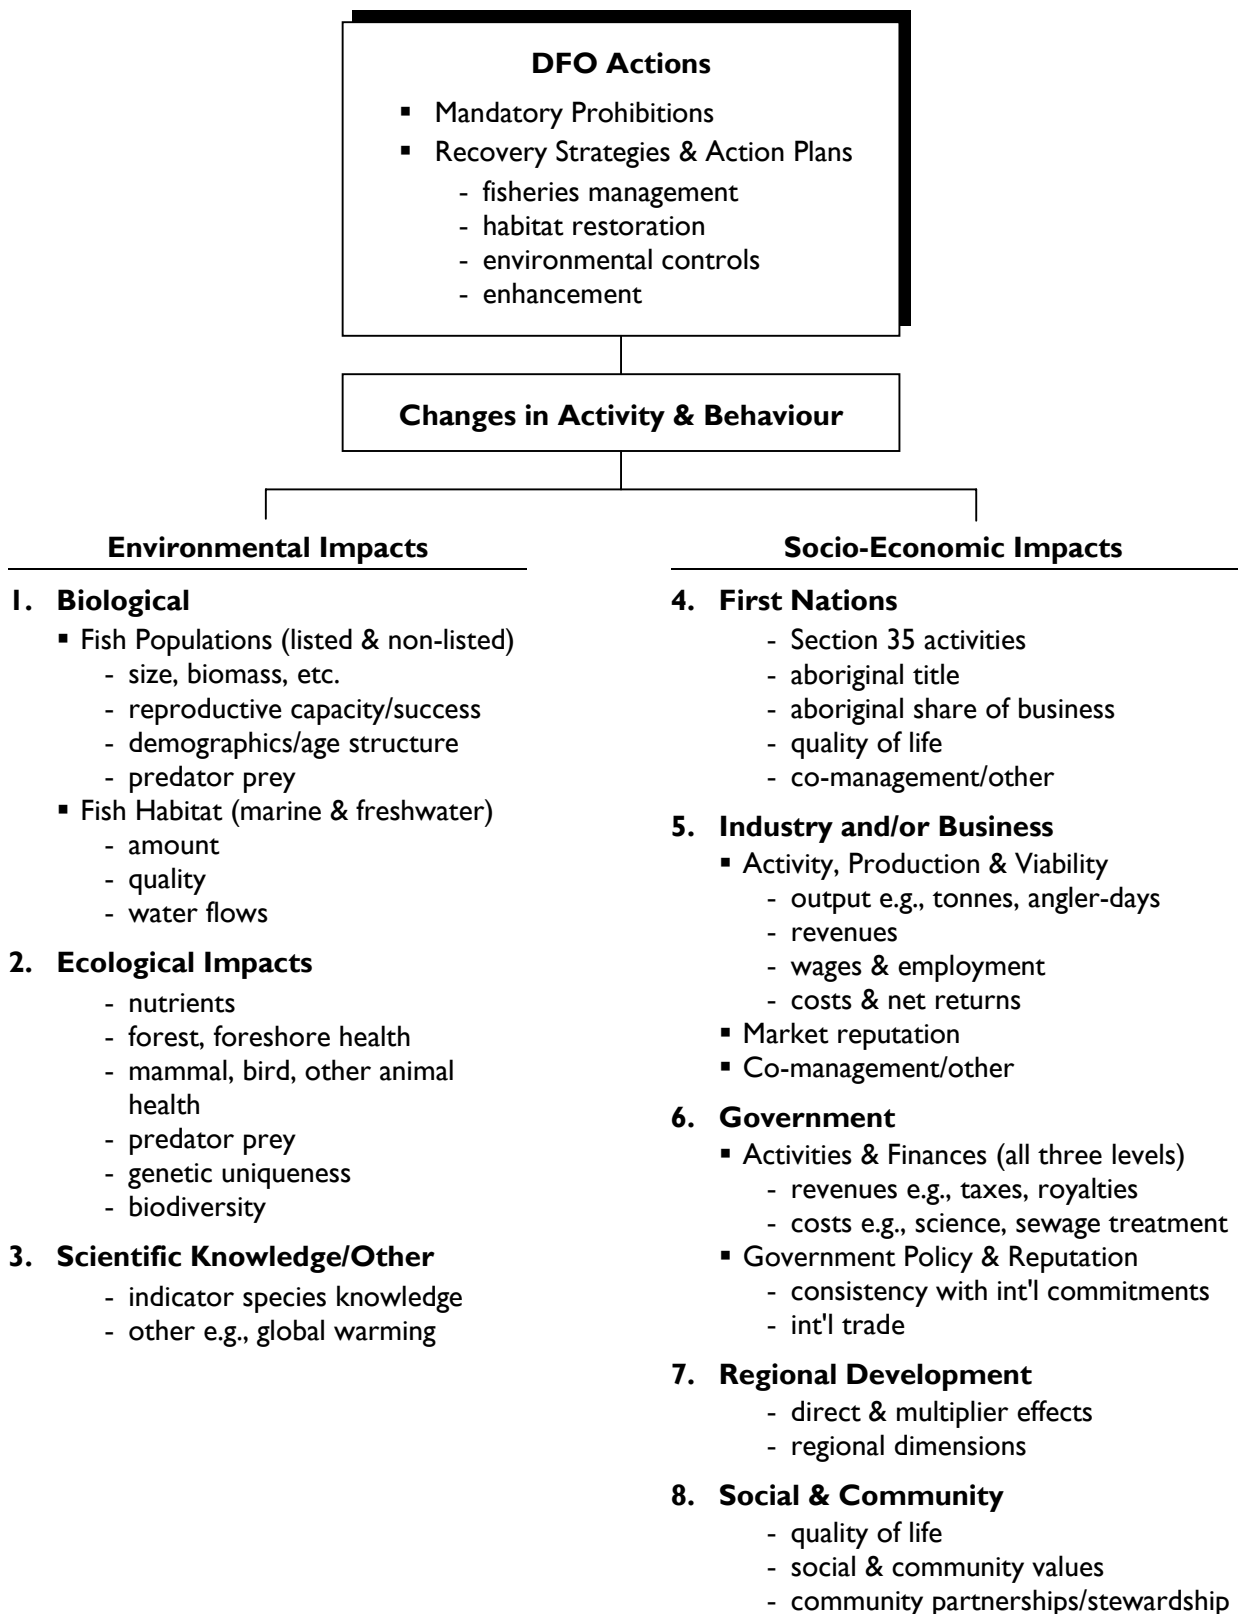 DFO Actions
▪ Mandatory Prohibitions
▪ Recovery Strategies & Action Plans
- fisheries management
- habitat restoration
- environmental controls
- enhancement
Changes in Activity & Behaviour
Environmental Impacts
1. Biological
▪ Fish Populations (listed & non-listed)
- size, biomass, etc.
- reproductive capacity/success
- demographics/age structure
- predator prey
▪ Fish Habitat (marine & freshwater)
- amount
- quality
- water flows
2. Ecological Impacts
- nutrients
- forest, foreshore health
- mammal, bird, other animal
health
- predator prey
- genetic uniqueness
- biodiversity
3. Scientific Knowledge/Other
- indicator species knowledge
- other e.g., global warming
Socio-Economic Impacts
4. First Nations
- Section 35 activities
- aboriginal title
- aboriginal share of business
- quality of life
- co-management/other
5. Industry and/or Business
▪ Activity, Production & Viability
- output e.g., tonnes, angler-days
- revenues
- wages & employment
- costs & net returns
▪ Market reputation
▪ Co-management/other
6. Government
▪ Activities & Finances (all three levels)
- revenues e.g., taxes, royalties
- costs e.g., science, sewage treatment
▪ Government Policy & Reputation
- consistency with int'l commitments
- int'l trade
7. Regional Development
- direct & multiplier effects
- regional dimensions
8. Social & Community
- quality of life
- social & community values
- community partnerships/stewardship